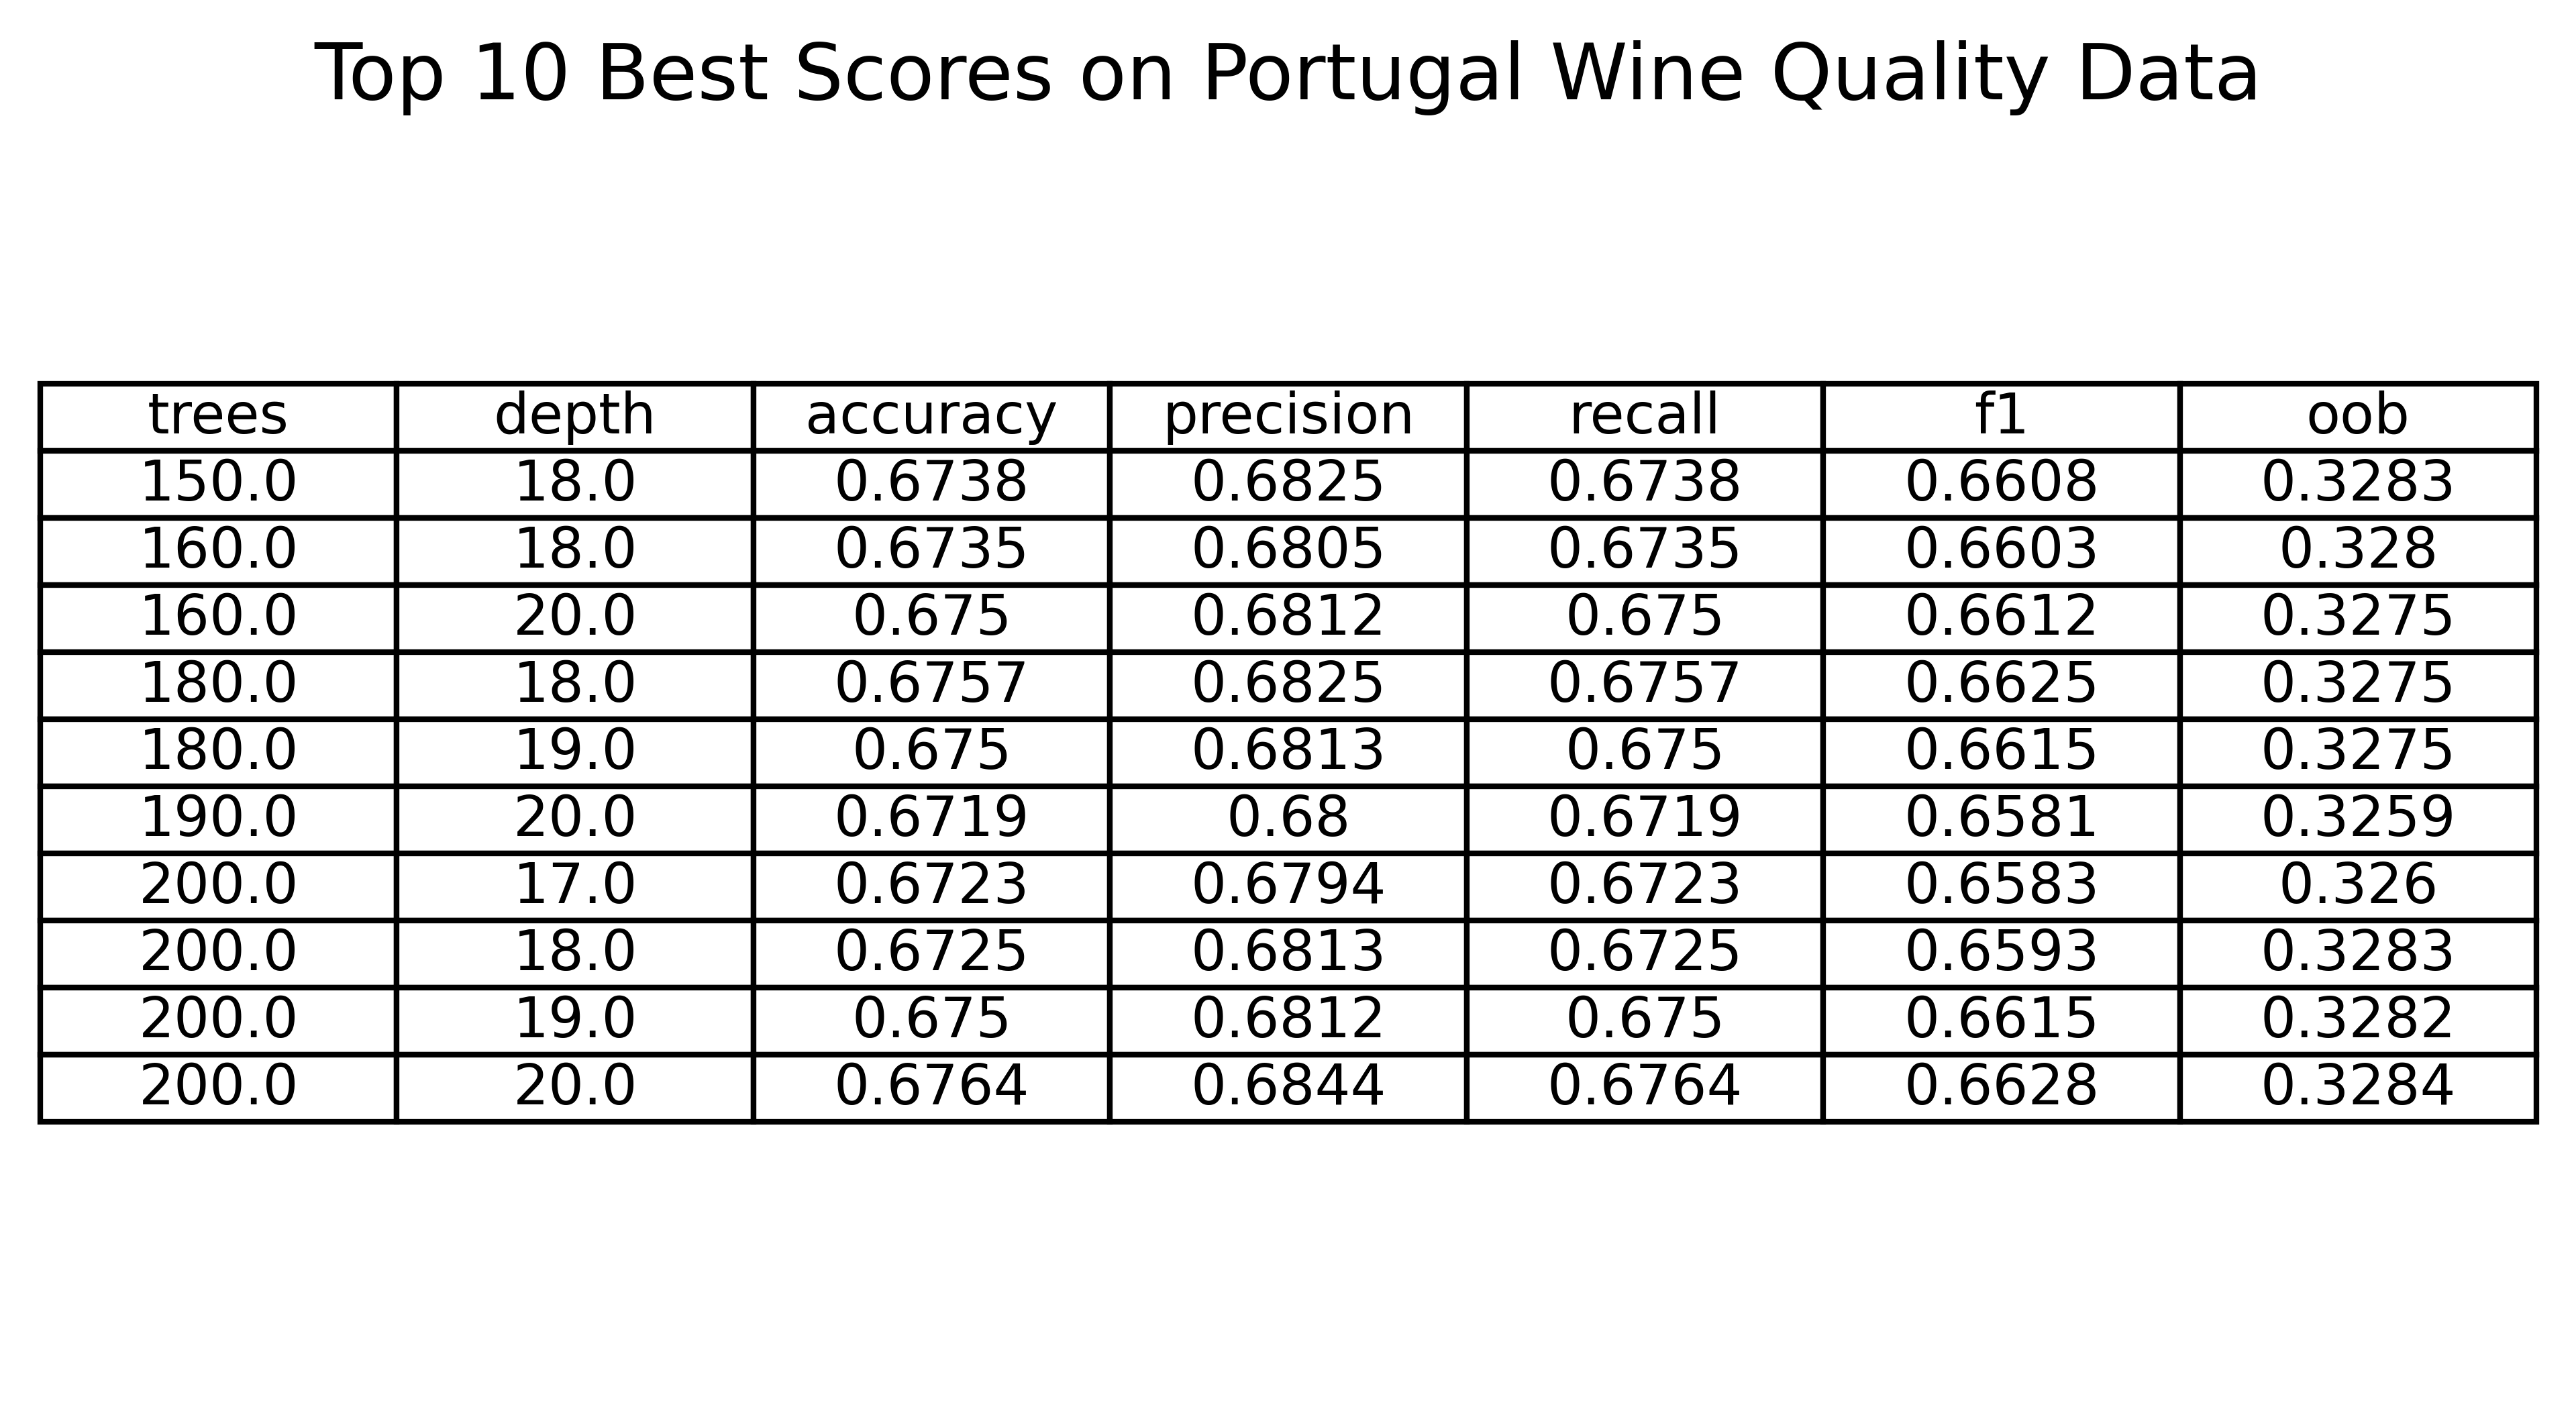 Top 10 Best Scores on Portugal Wine Quality Data
trees depth accuracy precision recall f1 oob
150.0 18.0 0.6738 0.6825 0.6738 0.6608 0.3283
160.0 18.0 0.6735 0.6805 0.6735 0.6603 0.328
160.0 20.0 0.675 0.6812 0.675 0.6612 0.3275
180.0 18.0 0.6757 0.6825 0.6757 0.6625 0.3275
180.0 19.0 0.675 0.6813 0.675 0.6615 0.3275
190.0 20.0 0.6719 0.68 0.6719 0.6581 0.3259
200.0 17.0 0.6723 0.6794 0.6723 0.6583 0.326
200.0 18.0 0.6725 0.6813 0.6725 0.6593 0.3283
200.0 19.0 0.675 0.6812 0.675 0.6615 0.3282
200.0 20.0 0.6764 0.6844 0.6764 0.6628 0.3284